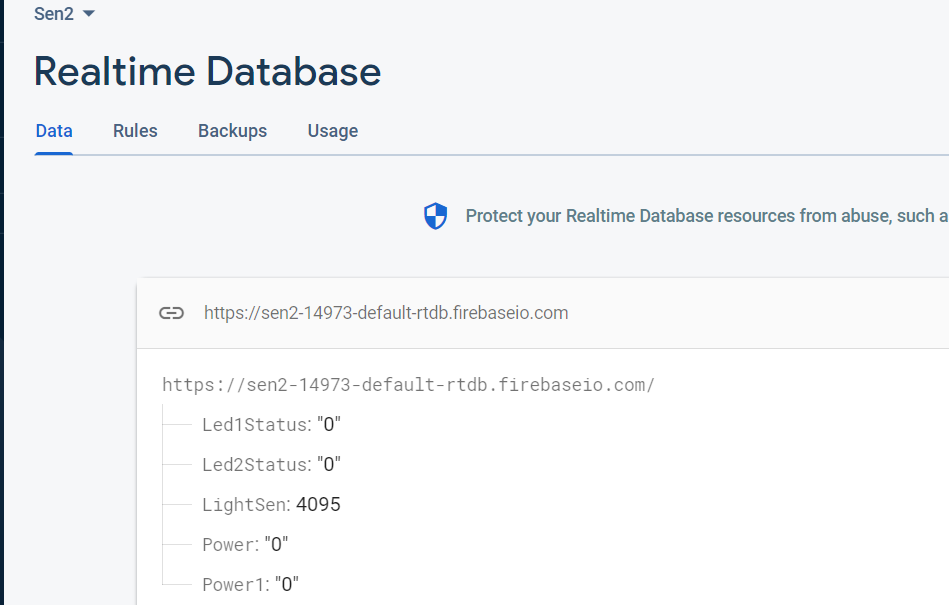 Sen2
Realtime Database
Data Rules Backups Usage
Protect your Realtime Database resources from abuse, such a
https://sen2-14973-default-rtdb.firebaseio.com
https://sen2-14973-default-rtdb.firebaseio.com/
Led1Status: "0"
Led2Status: "0"
LightSen: 4095
Power: "0"
Power1: "0"